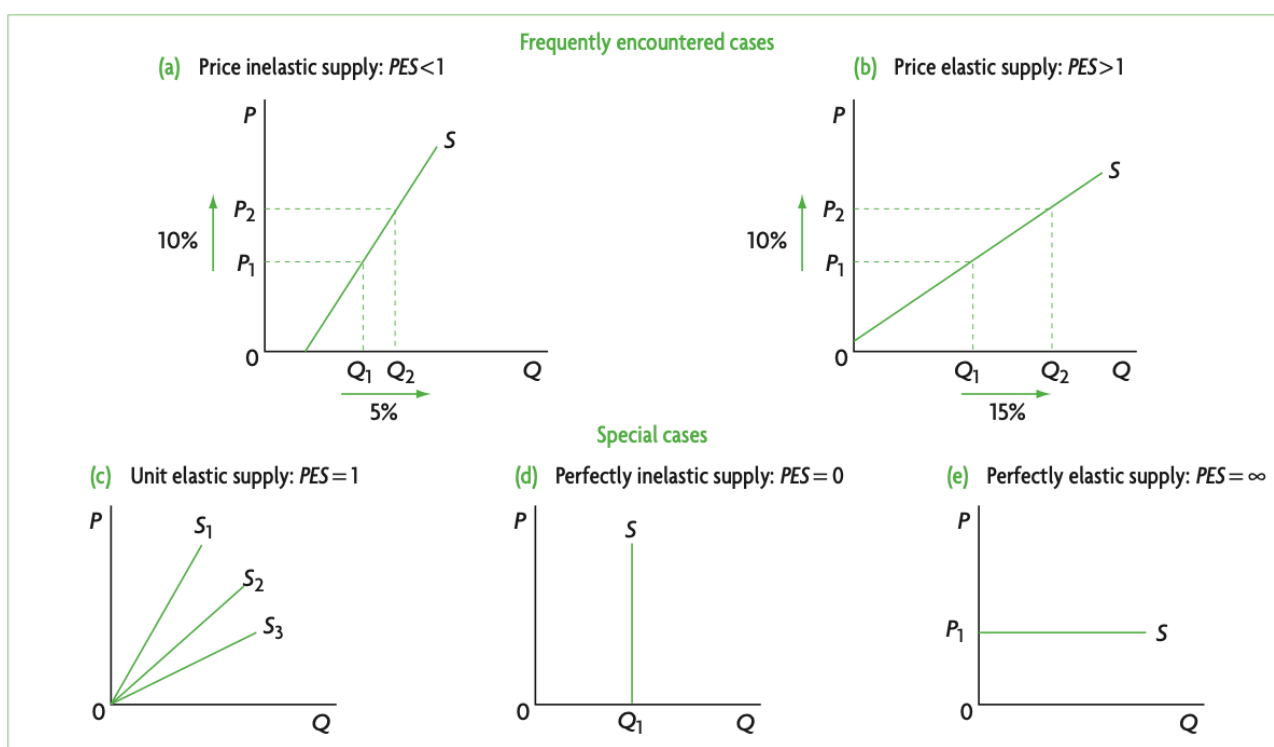 Frequently encountered cases
(a) Price inelastic supply: PES<1
(b) Price elastic supply: PES>1
P
S
P2
10%
P1
0
Q1 Q2 Q
5%
P
S
P2
10%
P1
0
Q1 Q2 Q
15%
Special cases
(c) Unit elastic supply: PES=1
(d) Perfectly inelastic supply: PES=0
(e) Perfectly elastic supply: PES=∞
P
S1
S2
S3
0
Q
P
S
0
Q1 Q
P
P1
S
0
Q